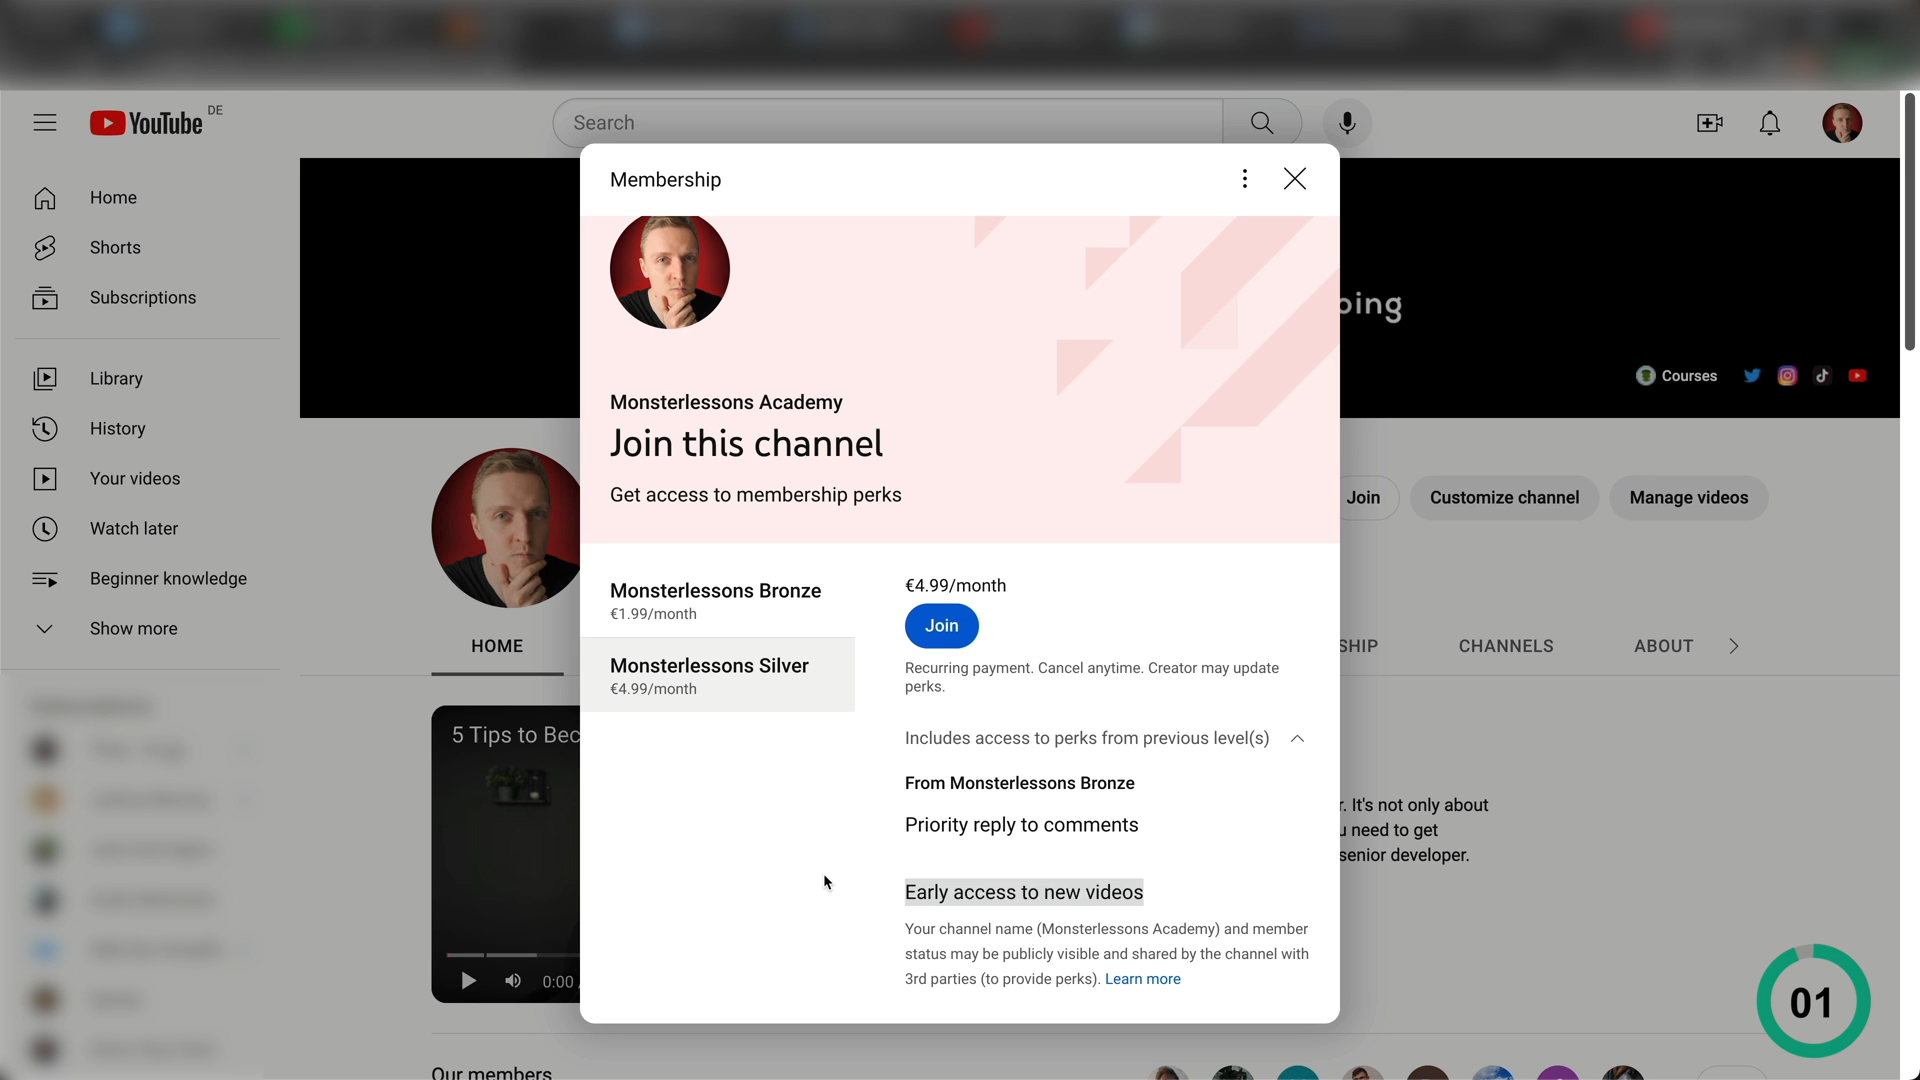 YouTube DE
Search
Home
Shorts
Subscriptions
Library
History
Your videos
Watch later
Beginner knowledge
Show more
Membership
Monsterlessons Academy
Join this channel
Get access to membership perks
Monsterlessons Bronze
€1.99/month
Monsterlessons Silver
€4.99/month
€4.99/month
Join
Recurring payment. Cancel anytime. Creator may update
perks.
Includes access to perks from previous level(s)
From Monsterlessons Bronze
Priority reply to comments
Early access to new videos
Your channel name (Monsterlessons Academy) and member
status may be publicly visible and shared by the channel with
3rd parties (to provide perks). Learn more
Courses
Join
Customize channel
Manage videos
HOME
CHANNELS
ABOUT
5 Tips to
. It's not only about
need to get
senior developer.
0:00
Our members
01